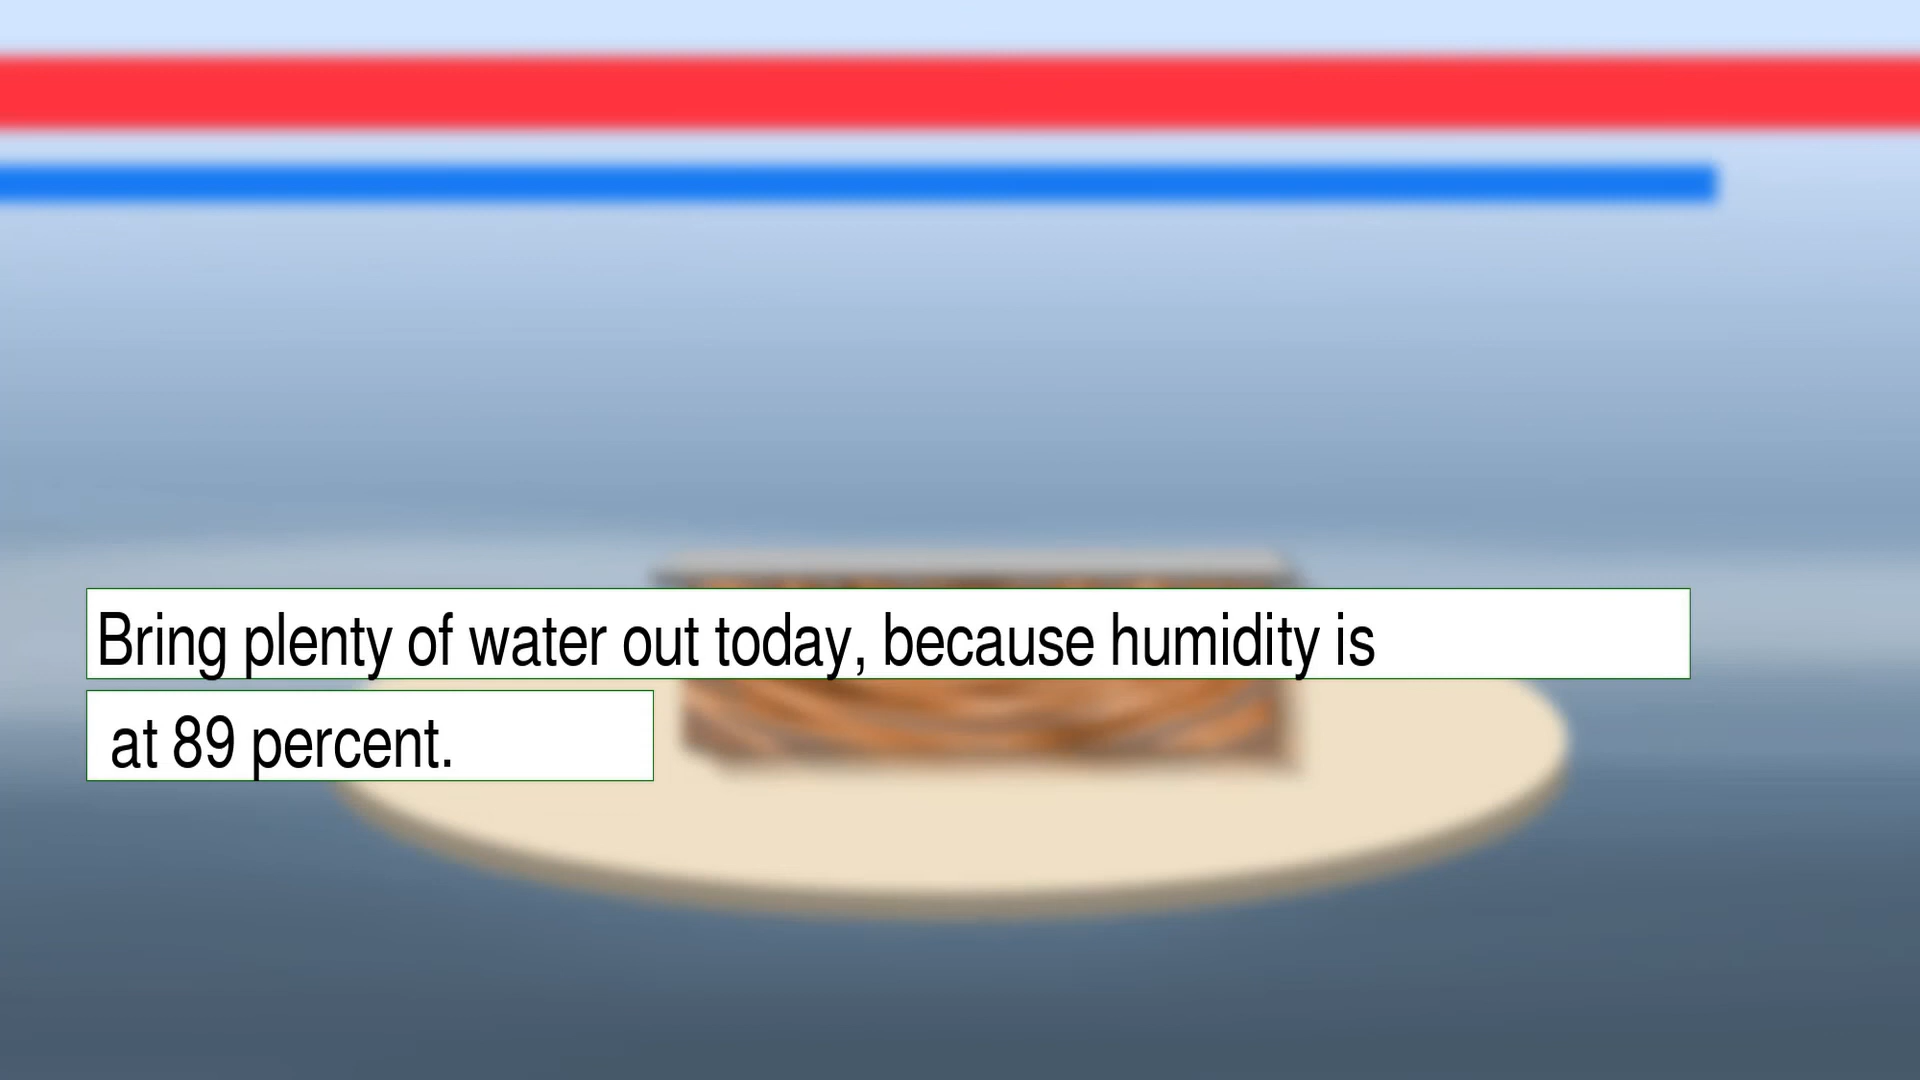 Bring plenty of water out today, because humidity is
at 89 percent.